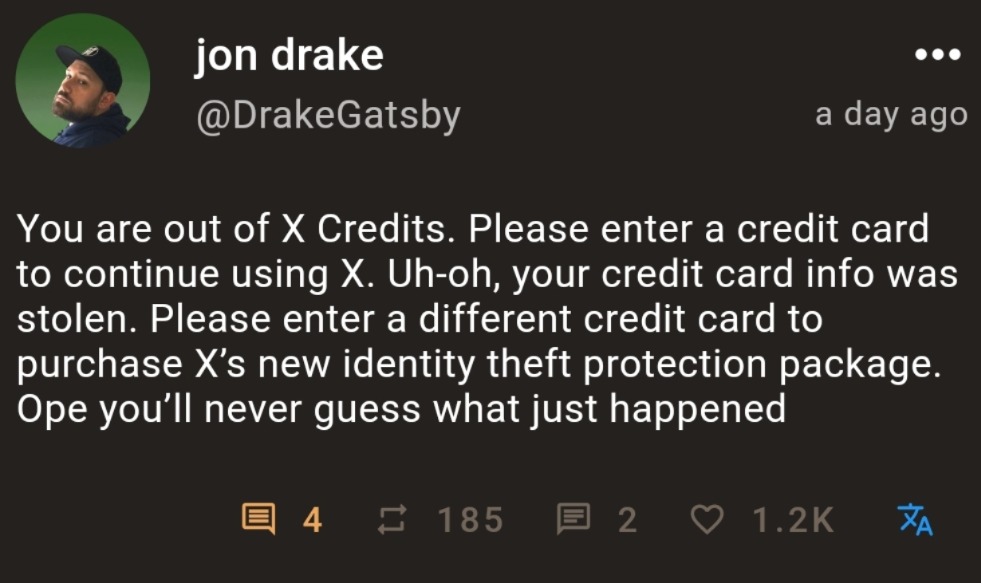 jon drake
@DrakeGatsby
a day ago
You are out of X Credits. Please enter a credit card
to continue using X. Uh-oh, your credit card info was
stolen. Please enter a different credit card to
purchase X’s new identity theft protection package.
Ope you’ll never guess what just happened
4 185 2 1.2K